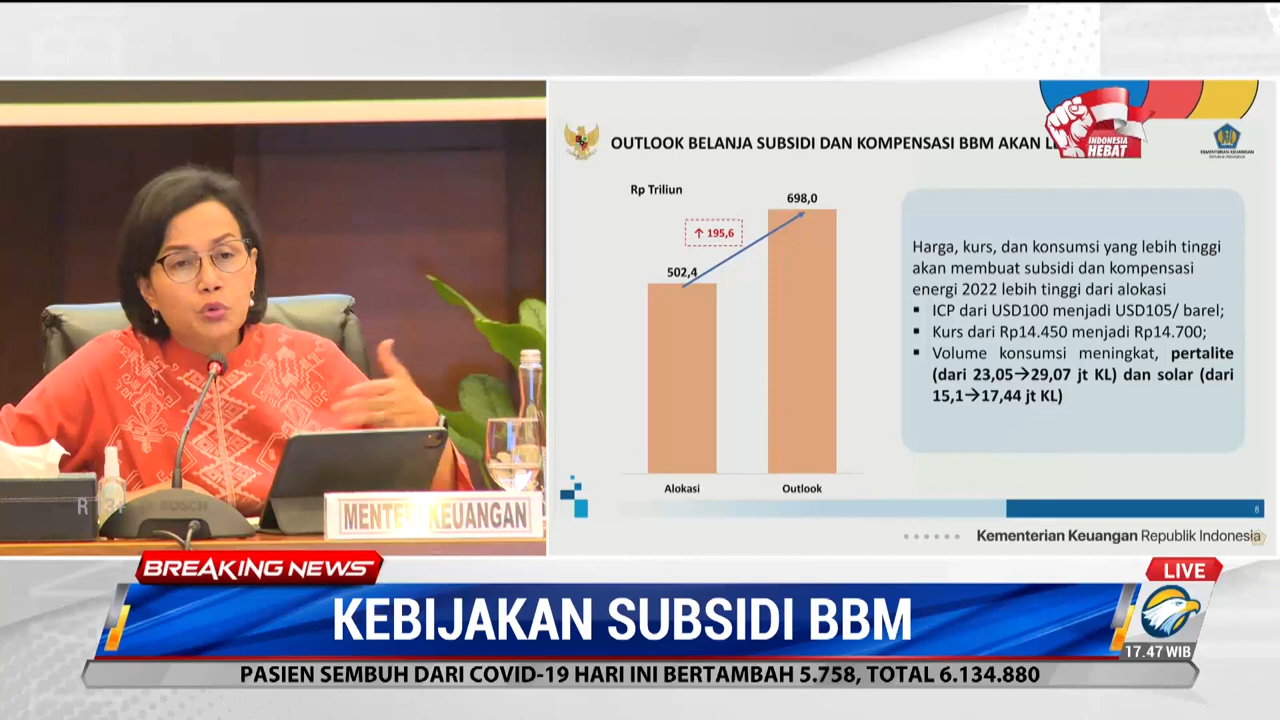 OUTLOOK BELANJA SUBSIDI DAN KOMPENSASI BBM AKAN
INDONESIA
HEBAT
KEMENTERIAN KEUANGAN
REPUBLIK INDONESIA
Rp Triliun
698,0
↑ 195,6
502,4
Alokasi
Outlook
Harga, kurs, dan konsumsi yang lebih tinggi
akan membuat subsidi dan kompensasi
energi 2022 lebih tinggi dari alokasi
▪ ICP dari USD100 menjadi USD105/ barel;
▪ Kurs dari Rp14.450 menjadi Rp14.700;
▪ Volume konsumsi meningkat, pertalite
(dari 23,05→29,07 jt KL) dan solar (dari
15,1→17,44 jt KL)
8
Kementerian Keuangan Republik Indonesia
BOSCH
MENTERI KEUANGAN
BREAKING NEWS
LIVE
KEBIJAKAN SUBSIDI BBM
17.47 WIB
PASIEN SEMBUH DARI COVID-19 HARI INI BERTAMBAH 5.758, TOTAL 6.134.880